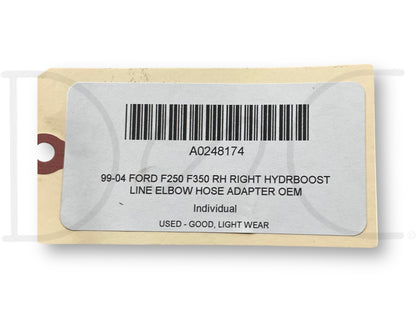 A0248174
99-04 FORD F250 F350 RH RIGHT HYDRBOOST
LINE ELBOW HOSE ADAPTER OEM
Individual
USED - GOOD, LIGHT WEAR